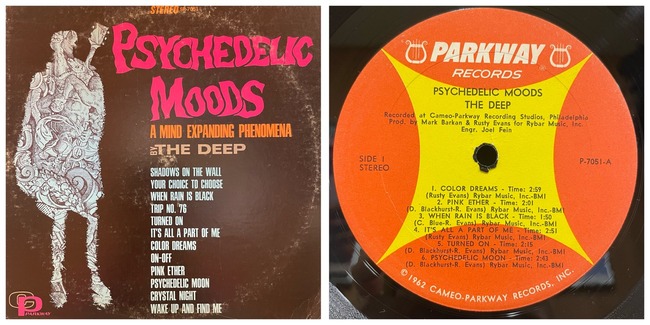 STEREO P-7051
PSYCHEDELIC
MOODS
A MIND EXPANDING PHENOMENA
BY THE DEEP
SHADOWS ON THE WALL
YOUR CHOICE TO CHOOSE
WHEN RAIN IS BLACK
TRIP NO. '76
TURNED ON
IT'S ALL A PART OF ME
COLOR DREAMS
ON-OFF
PINK ETHER
PSYCHEDELIC MOON
CRYSTAL NIGHT
WAKE UP AND FIND ME
PARKWAY
PARKWAY
RECORDS
PSYCHEDELIC MOODS
THE DEEP
Recorded at Cameo-Parkway Recording Studios, Philadelphia
Prod. by Mark Barkan & Rusty Evans for Rybar Music, Inc.
Engr. Joel Fein
SIDE 1
STEREO
P-7051-A
1. COLOR DREAMS - Time: 2:59
(Rusty Evans) Rybar Music, Inc.-BMI
2. PINK ETHER - Time: 2:01
(D. Blackhurst-R. Evans) Rybar Music, Inc.-BMI
3. WHEN RAIN IS BLACK - Time: 1:50
(C. Blue-R. Evans) Rybar Music, Inc.-BMI
4. IT'S ALL A PART OF ME - Time: 2:51
(Rusty Evans) Rybar Music, Inc.-BMI
5. TURNED ON - Time: 2:15
(D. Blackhurst-R. Evans) Rybar Music, Inc.-BMI
6. PSYCHEDELIC MOON - Time: 2:43
(D. Blackhurst-R. Evans) Rybar Music, Inc.-BMI
© 1962 CAMEO-PARKWAY RECORDS, INC.